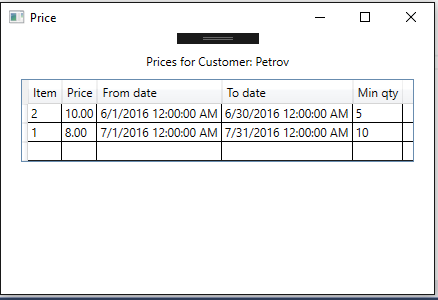 Price
Prices for Customer: Petrov
Item Price From date To date Min qty
2 10.00 6/1/2016 12:00:00 AM 6/30/2016 12:00:00 AM 5
1 8.00 7/1/2016 12:00:00 AM 7/31/2016 12:00:00 AM 10